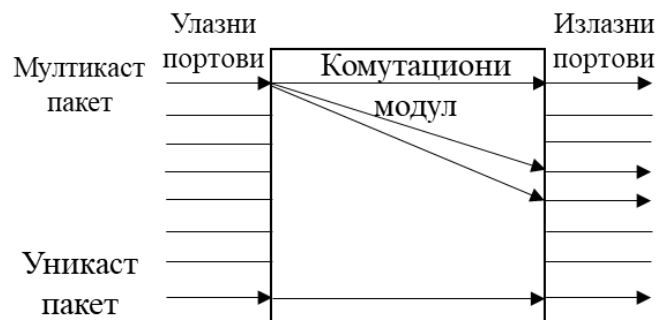 Улазни
портови
Излазни
портови
Мултикаст
пакет
Комутациони
модул
Уникаст
пакет